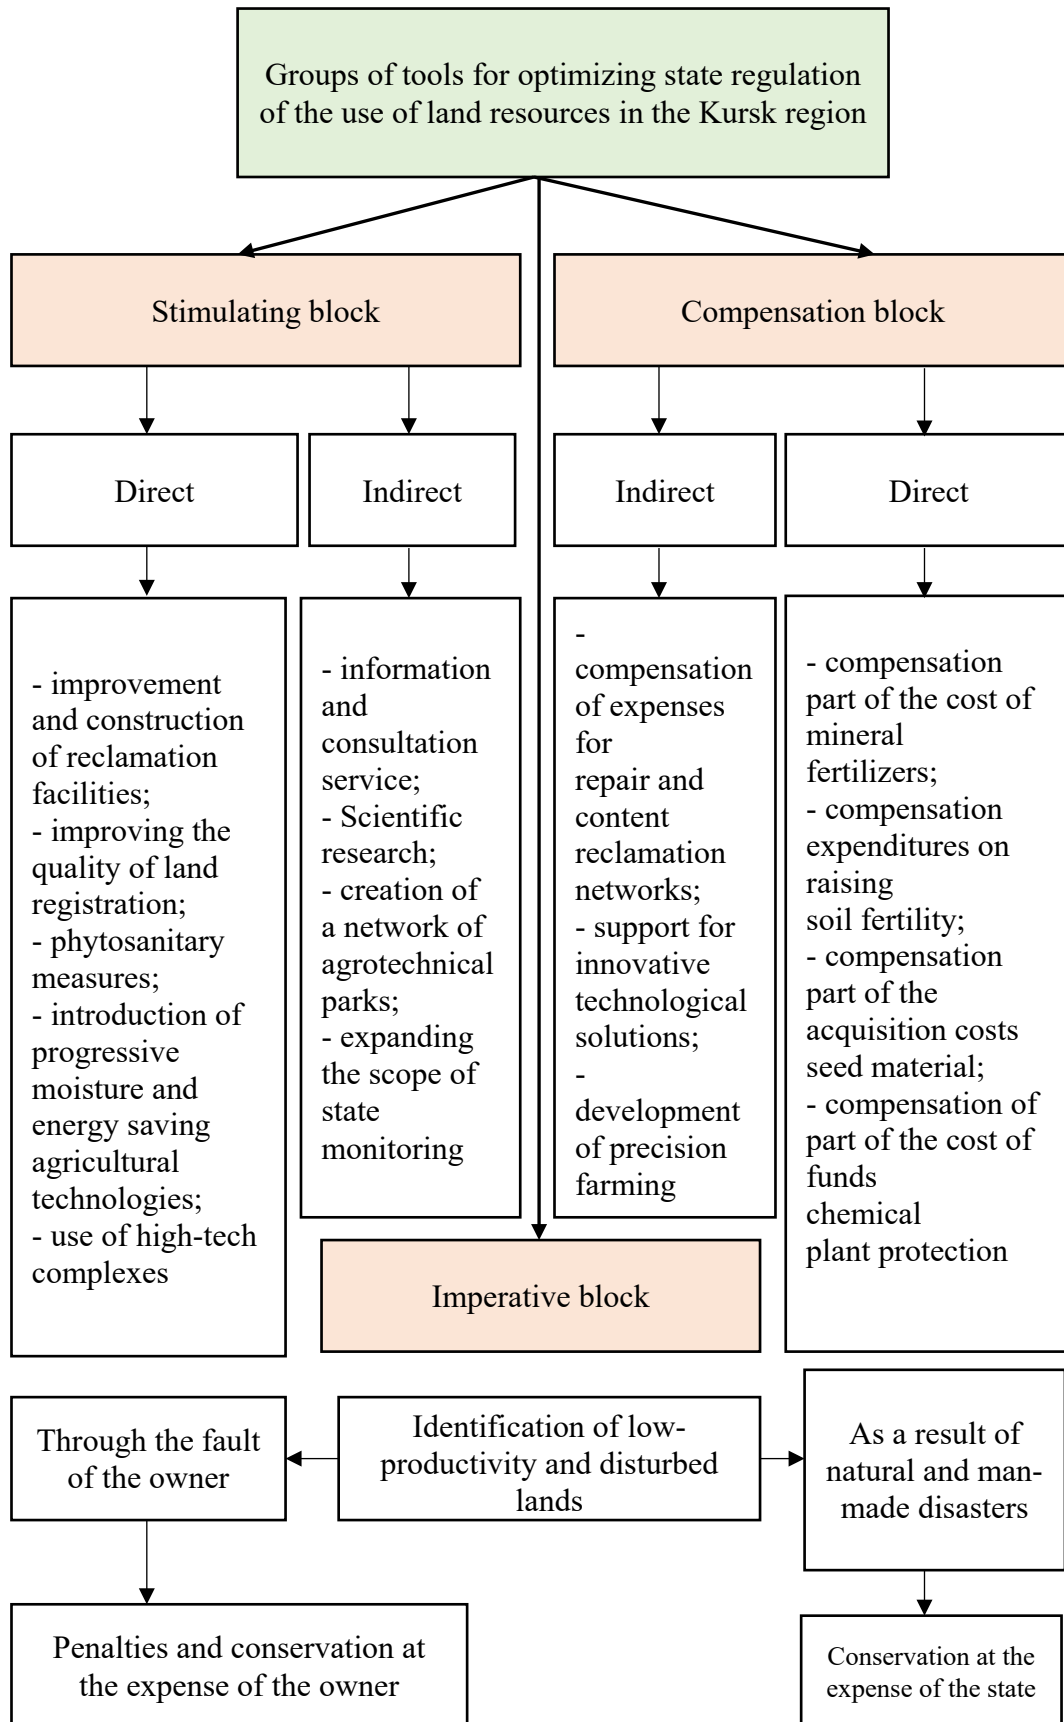 Groups of tools for optimizing state regulation
of the use of land resources in the Kursk region
Stimulating block
Compensation block
Direct
Indirect
Indirect
Direct
- improvement
and construction
of reclamation
facilities;
- improving the
quality of land
registration;
- phytosanitary
measures;
- introduction of
progressive
moisture and
energy saving
agricultural
technologies;
- use of high-tech
complexes
- information
and
consultation
service;
- Scientific
research;
- creation of
a network of
agrotechnical
parks;
- expanding
the scope of
state
monitoring
-
compensation
of expenses
for
repair and
content
reclamation
networks;
- support for
innovative
technological
solutions;
-
development
of precision
farming
- compensation
part of the cost of
mineral
fertilizers;
- compensation
expenditures on
raising
soil fertility;
- compensation
part of the
acquisition costs
seed material;
- compensation of
part of the cost of
funds
chemical
plant protection
Imperative block
Through the fault
of the owner
Identification of low-
productivity and disturbed
lands
As a result of
natural and man-
made disasters
Penalties and conservation at
the expense of the owner
Conservation at the
expense of the state